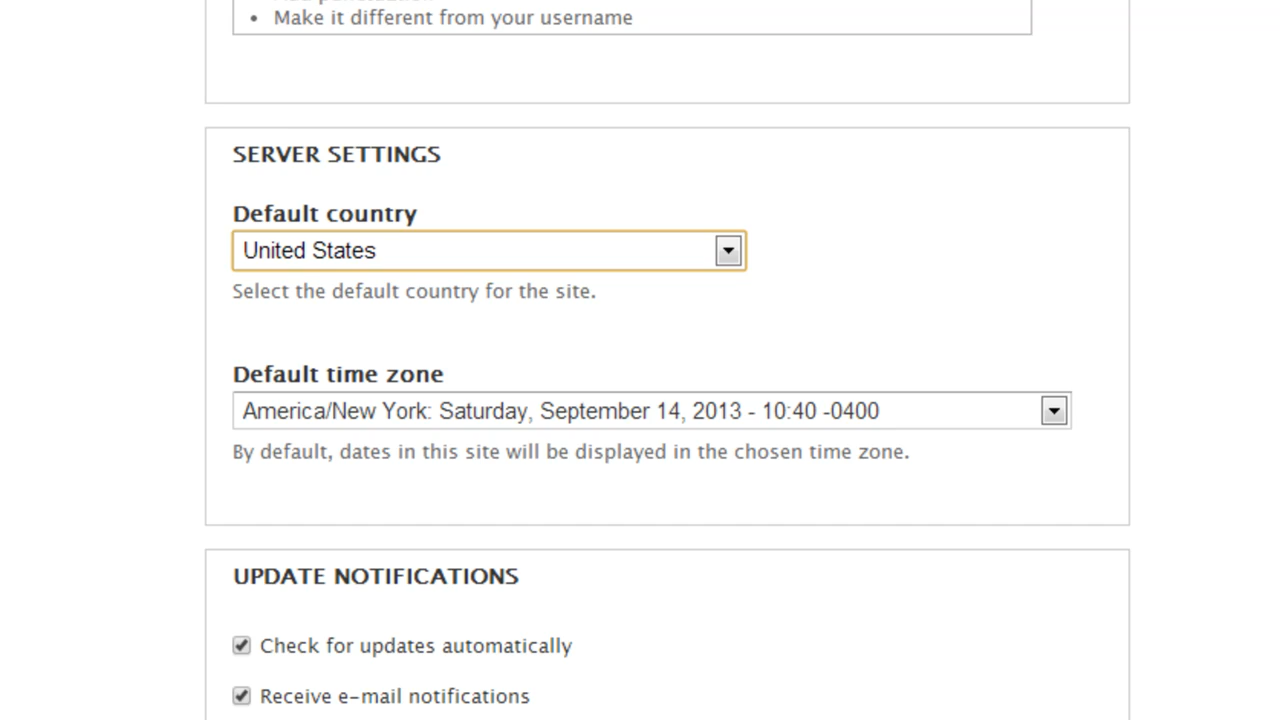 • Make it different from your username
SERVER SETTINGS
Default country
United States
Select the default country for the site.
Default time zone
America/New York: Saturday, September 14, 2013 - 10:40 -0400
By default, dates in this site will be displayed in the chosen time zone.
UPDATE NOTIFICATIONS
Check for updates automatically
Receive e-mail notifications